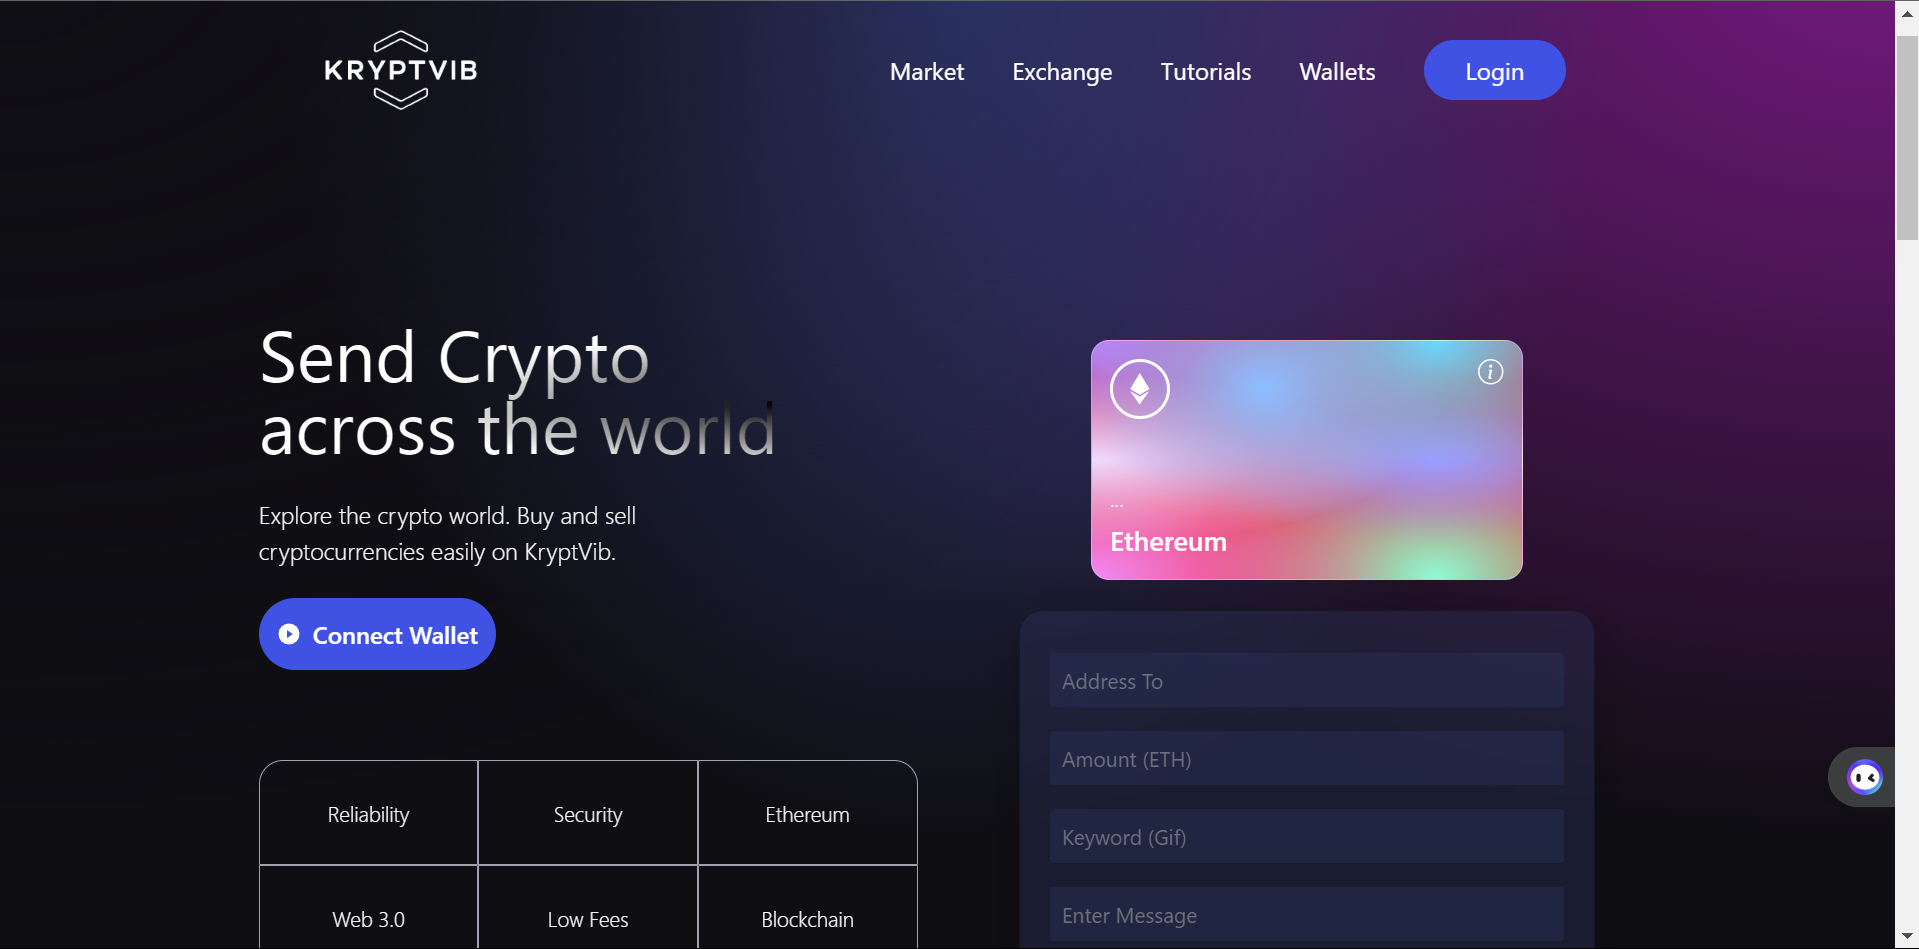 KRYPTVIB
Market
Exchange
Tutorials
Wallets
Login
Send Crypto
across the world
Explore the crypto world. Buy and sell
cryptocurrencies easily on KryptVib.
Connect Wallet
Reliability
Security
Ethereum
Web 3.0
Low Fees
Blockchain
i
...
Ethereum
Address To
Amount (ETH)
Keyword (Gif)
Enter Message